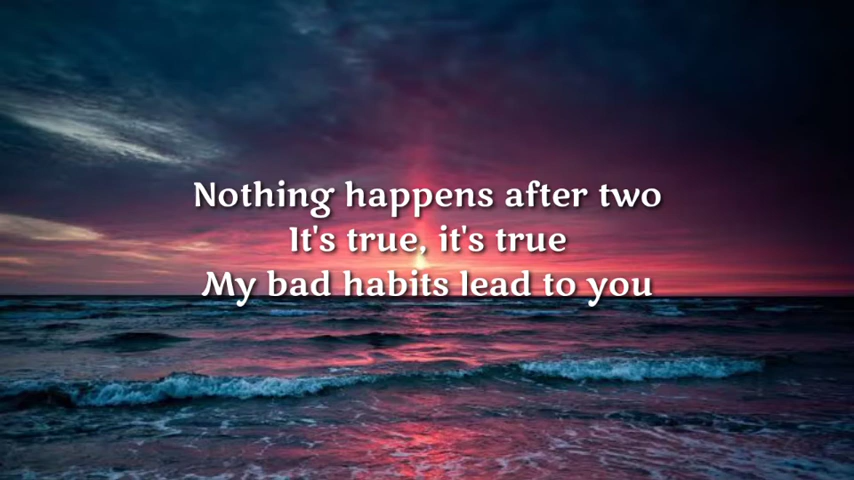 Nothing happens after two
It's true, it's true
My bad habits lead to you